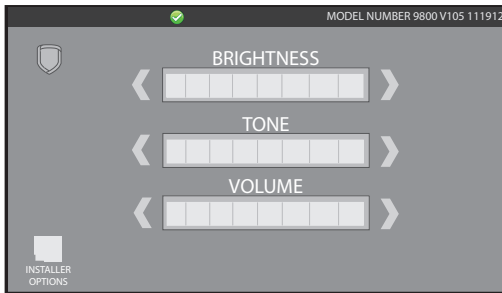 MODEL NUMBER 9800 V105 111912
BRIGHTNESS
TONE
VOLUME
INSTALLER
OPTIONS